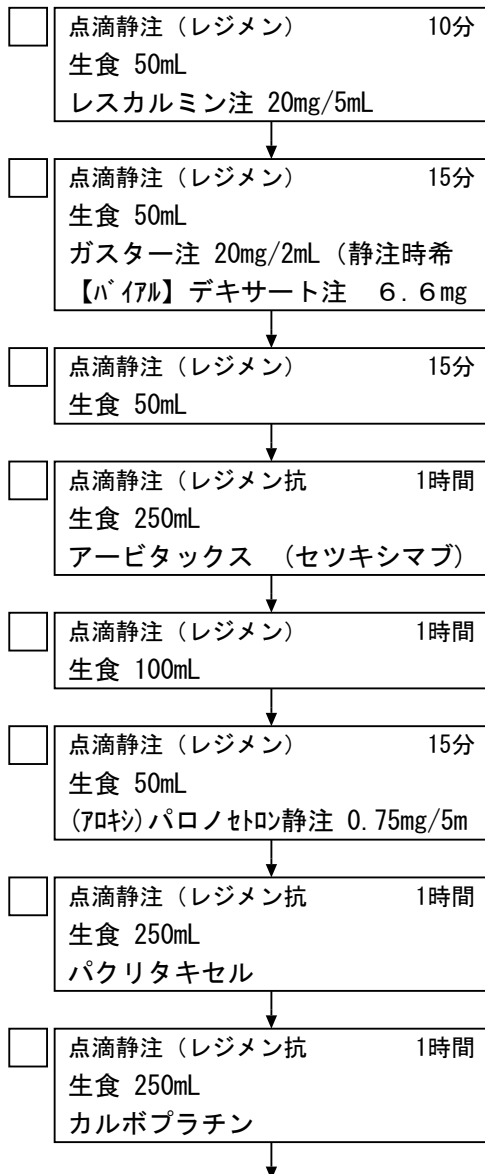 点滴静注（レジメン） 10分
生食 50mL
レスカルミン注 20mg/5mL
点滴静注（レジメン） 15分
生食 50mL
ガスター注 20mg/2mL（静注時希
【ﾊﾞｲｱﾙ】デキサート注　６.６mg
点滴静注（レジメン） 15分
生食 50mL
点滴静注（レジメン抗 1時間
生食 250mL
アービタックス　（セツキシマブ）
点滴静注（レジメン） 1時間
生食 100mL
点滴静注（レジメン） 15分
生食 50mL
(ｱﾛｷｼ)パロノｾﾄﾛﾝ静注 0.75mg/5m
点滴静注（レジメン抗 1時間
生食 250mL
パクリタキセル
点滴静注（レジメン抗 1時間
生食 250mL
カルボプラチン